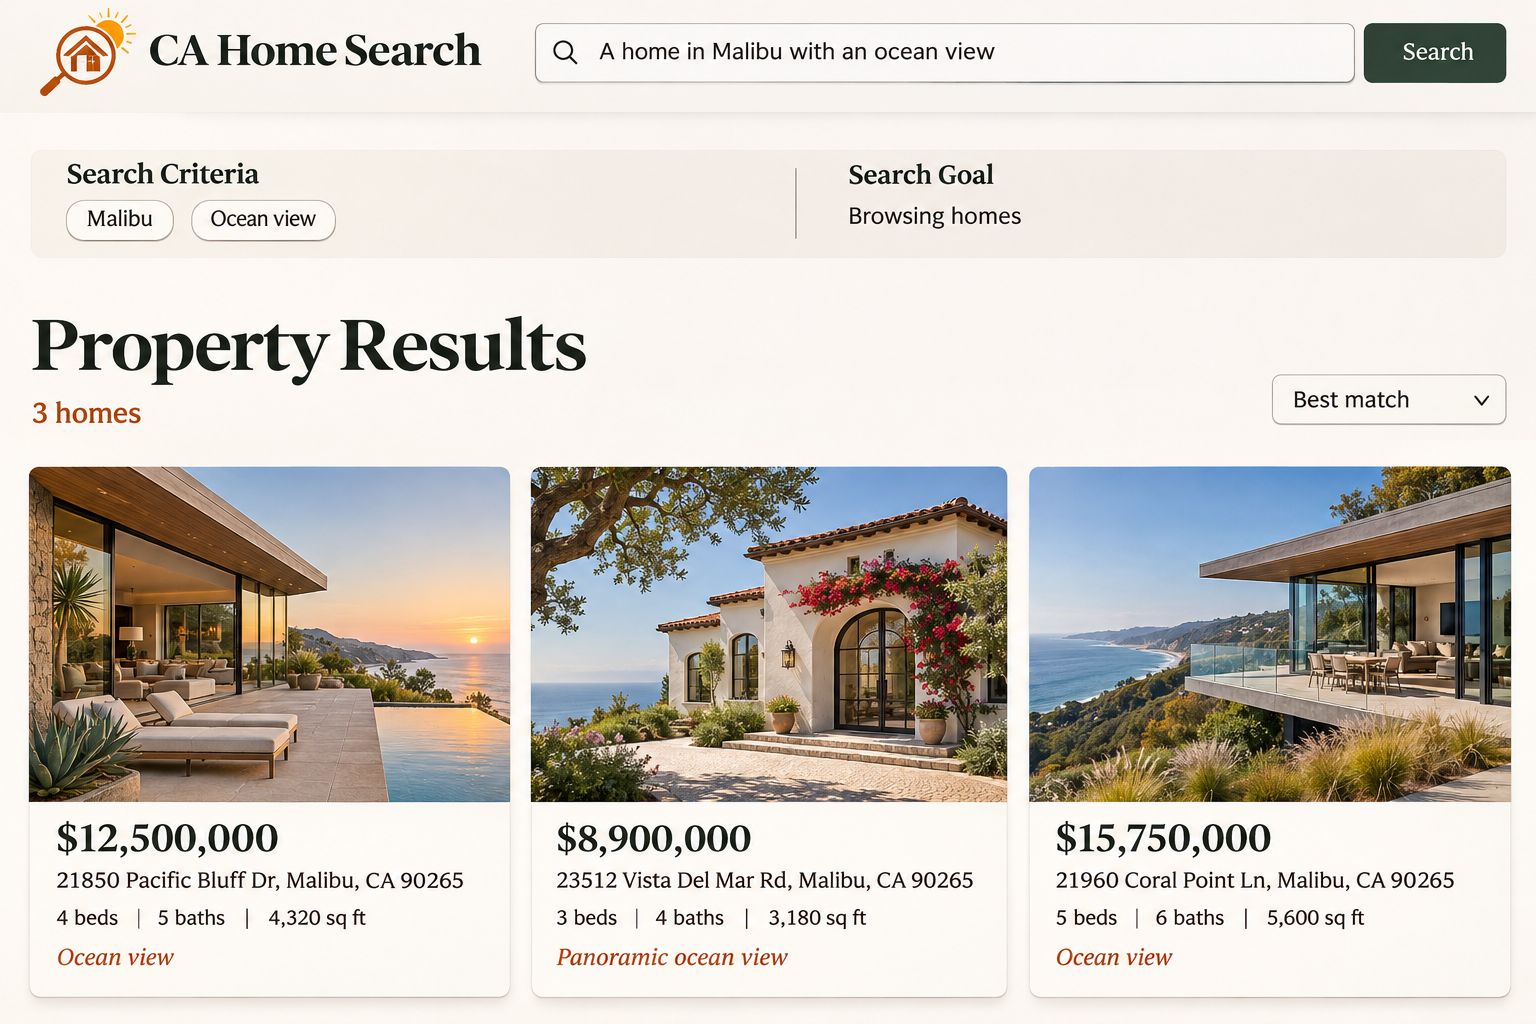 CA Home Search
A home in Malibu with an ocean view
Search
Search Criteria
Malibu
Ocean view
Search Goal
Browsing homes
Property Results
3 homes
Best match
$12,500,000
21850 Pacific Bluff Dr, Malibu, CA 90265
4 beds | 5 baths | 4,320 sq ft
Ocean view
$8,900,000
23512 Vista Del Mar Rd, Malibu, CA 90265
3 beds | 4 baths | 3,180 sq ft
Panoramic ocean view
$15,750,000
21960 Coral Point Ln, Malibu, CA 90265
5 beds | 6 baths | 5,600 sq ft
Ocean view